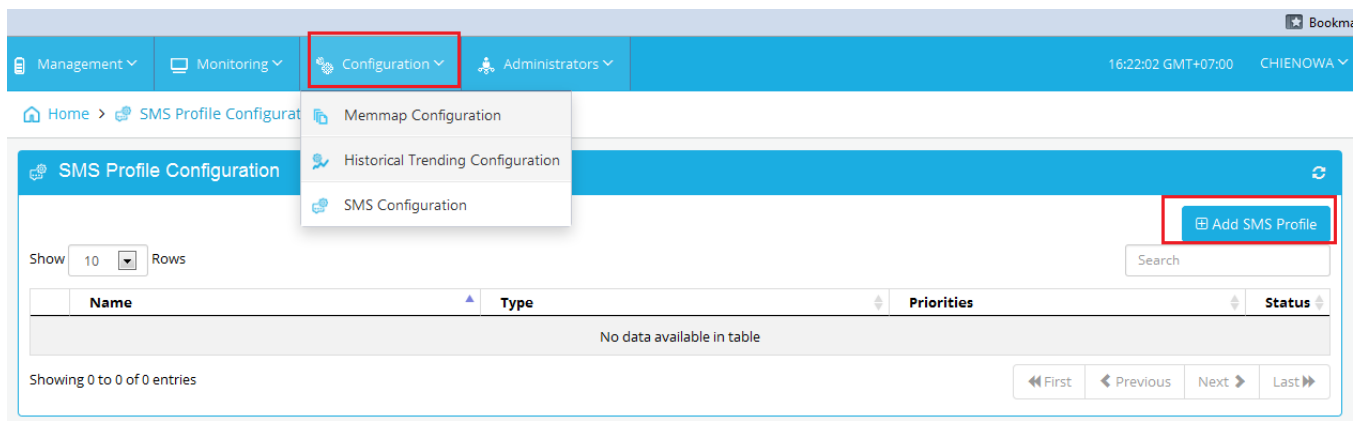 Bookma
Management Monitoring Configuration Administrators 16:22:02 GMT+07:00 CHIENOWA
Home > SMS Profile Configurat
Memmap Configuration
Historical Trending Configuration
SMS Configuration
SMS Profile Configuration
Add SMS Profile
Show 10 Rows Search
Name Type Priorities Status
No data available in table
Showing 0 to 0 of 0 entries First Previous Next Last